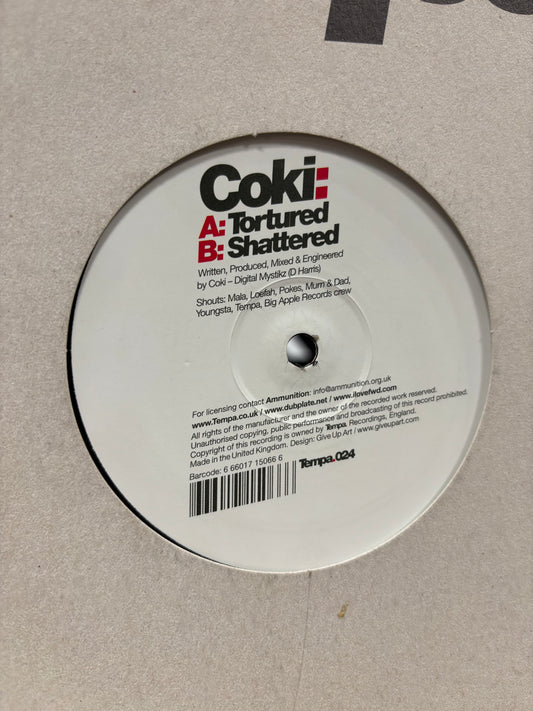 Coki:
A: Tortured
B: Shattered
Written, Produced, Mixed & Engineered
by Coki – Digital Mystikz (D Harris)
Shouts: Mala, Loefah, Pokes, Mum & Dad,
Youngsta, Tempa, Big Apple Records crew
For licensing contact Ammunition: info@ammunition.org.uk
www.Tempa.co.uk / www.dubplate.net / www.ilovefwd.com
All rights of the manufacturer and the owner of the recorded work reserved.
Unauthorised copying, public performance and broadcasting of this record prohibited.
Copyright of this recording is owned by Tempa. Recordings, England.
Made in the United Kingdom. Design: Give Up Art / www.giveupart.com
Barcode: 6 66017 15066 6
Tempa.024